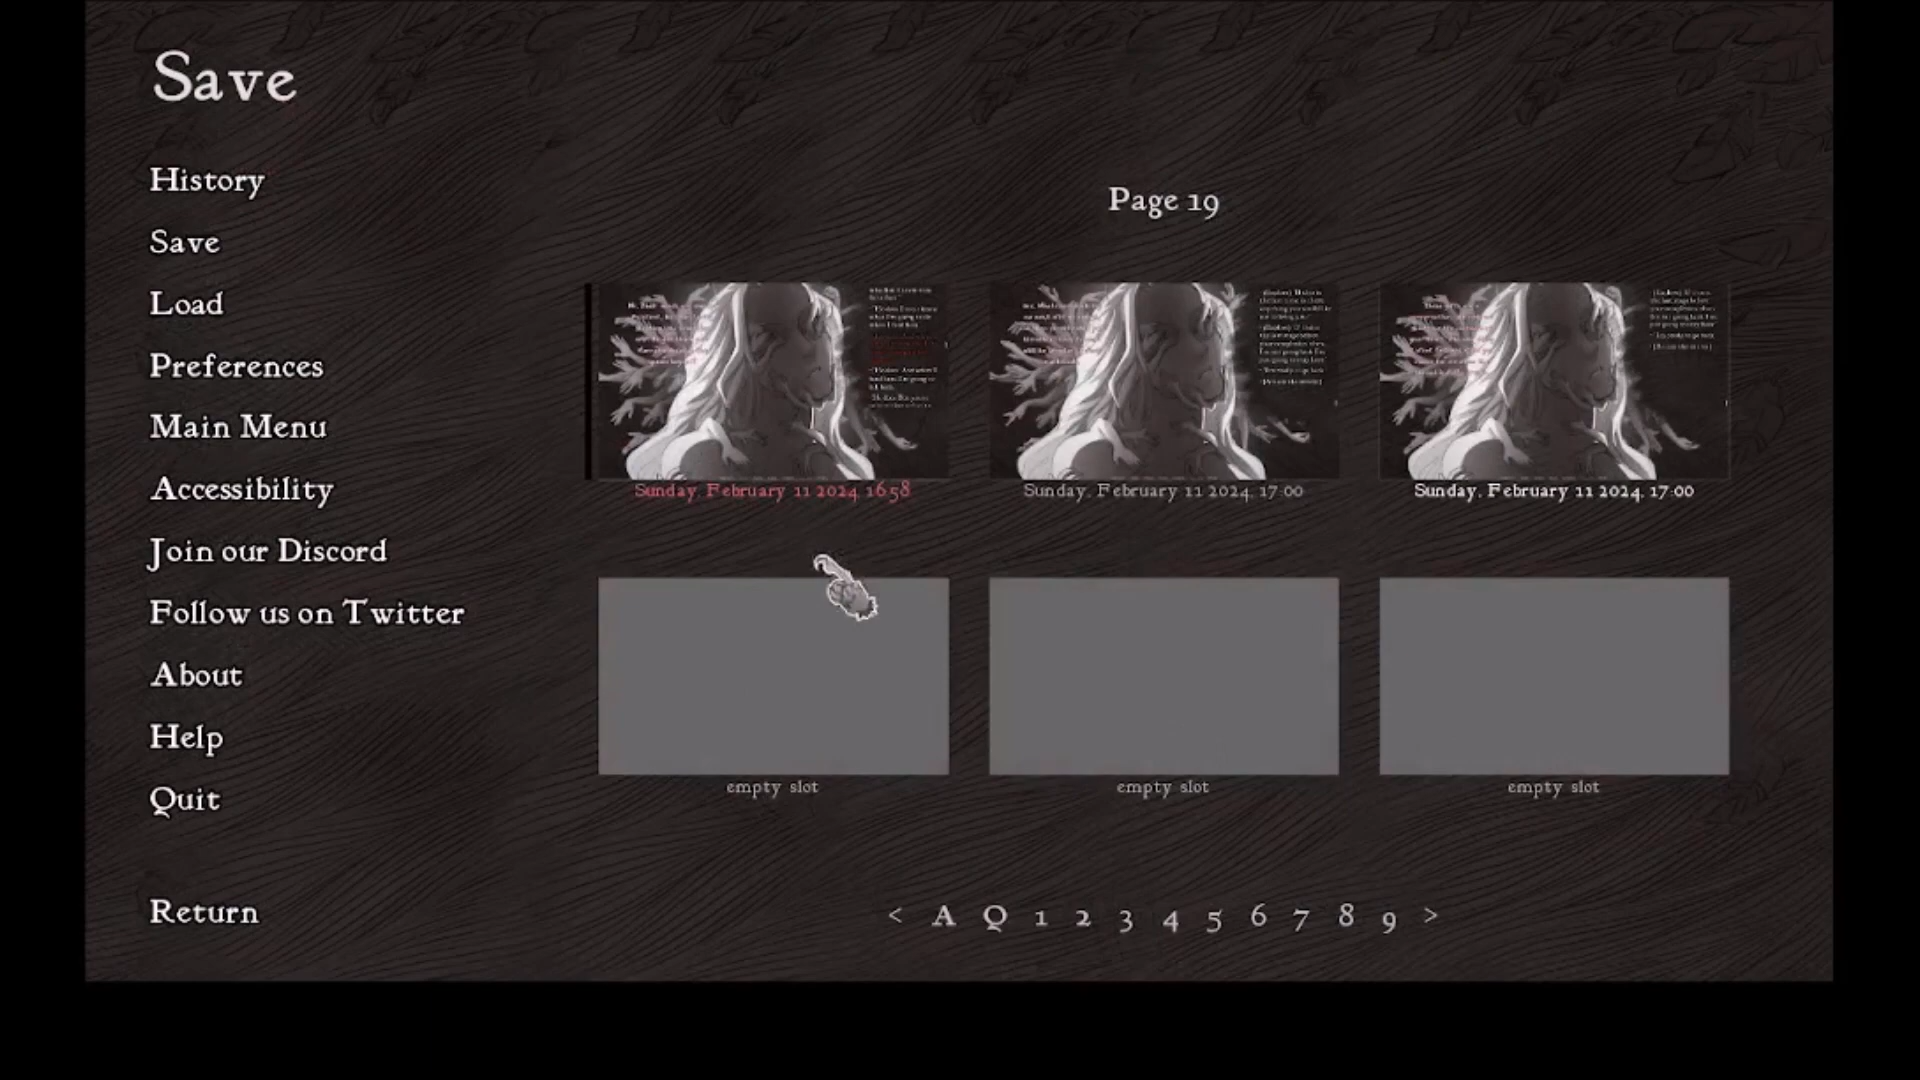 Save
History
Save
Load
Preferences
Main Menu
Accessibility
Join our Discord
Follow us on Twitter
About
Help
Quit
Return
Page 19
Sunday, February 11 2024, 16:58
Sunday, February 11 2024, 17:00
Sunday, February 11 2024, 17:00
empty slot
empty slot
empty slot
< A Q 1 2 3 4 5 6 7 8 9 >